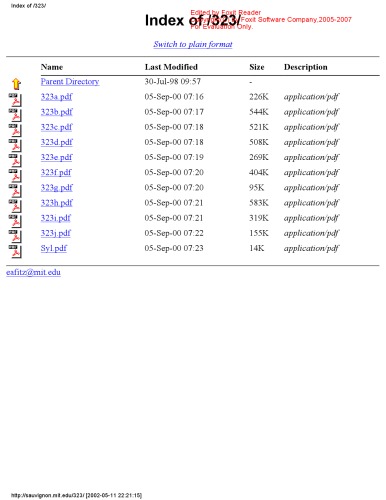 Index of /323/
Edited by Foxit Reader
Copyright(C) by Foxit Software Company,2005-2007
For Evaluation Only.
Index of /323/
Switch to plain format
Name Last Modified Size Description
Parent Directory 30-Jul-98 09:57 -
323a.pdf 05-Sep-00 07:16 226K application/pdf
323b.pdf 05-Sep-00 07:17 544K application/pdf
323c.pdf 05-Sep-00 07:18 521K application/pdf
323d.pdf 05-Sep-00 07:18 508K application/pdf
323e.pdf 05-Sep-00 07:19 269K application/pdf
323f.pdf 05-Sep-00 07:20 404K application/pdf
323g.pdf 05-Sep-00 07:20 95K application/pdf
323h.pdf 05-Sep-00 07:21 583K application/pdf
323i.pdf 05-Sep-00 07:21 319K application/pdf
323j.pdf 05-Sep-00 07:22 155K application/pdf
Syl.pdf 05-Sep-00 07:23 14K application/pdf
eafitz@mit.edu
http://sauvignon.mit.edu/323/ [2002-05-11 22:21:15]